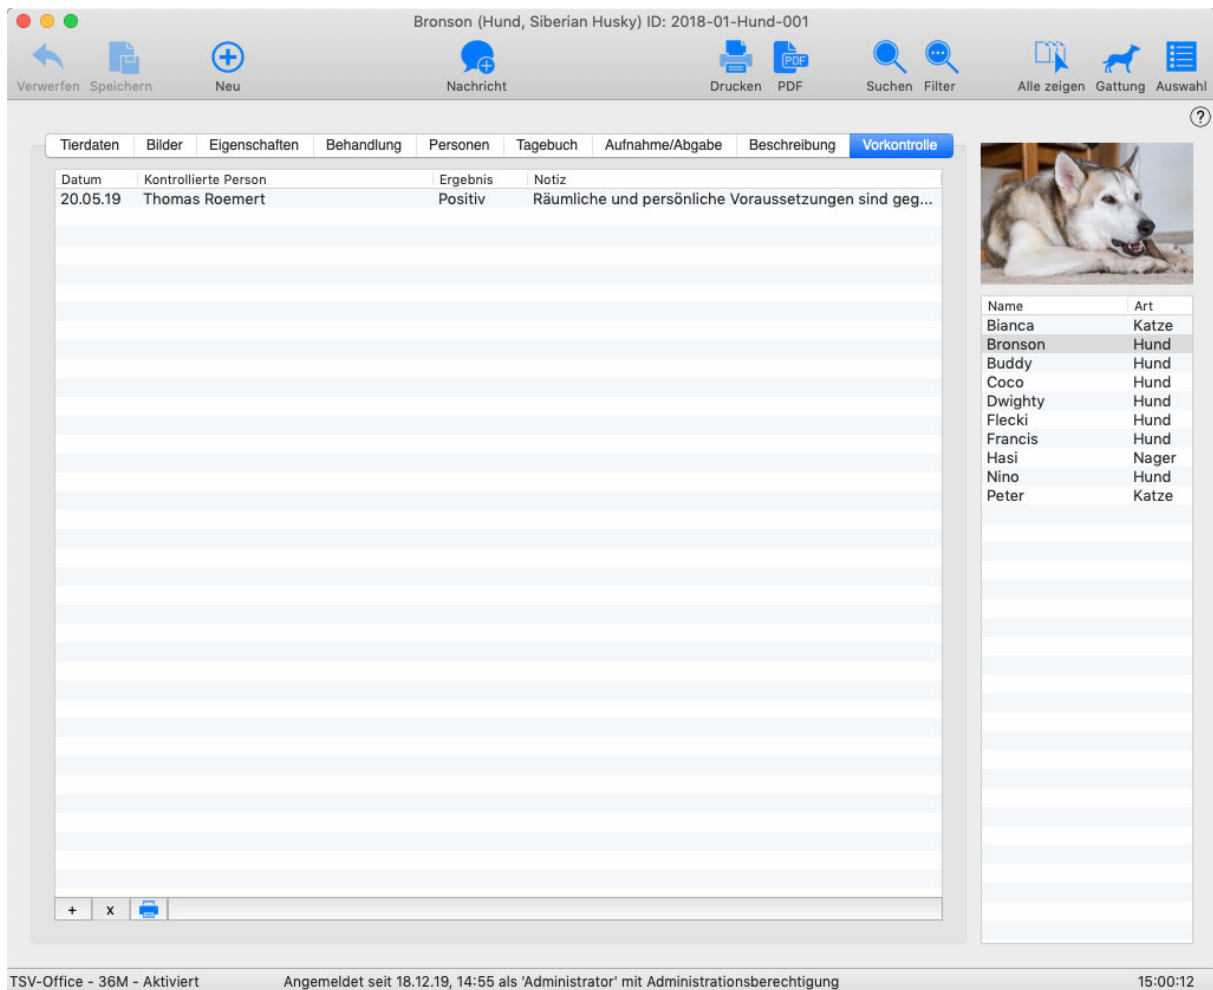 Bronson (Hund, Siberian Husky) ID: 2018-01-Hund-001
Verwerfen Speichern Neu Nachricht Drucken PDF Suchen Filter Alle zeigen Gattung Auswahl
PDF
?
Tierdaten Bilder Eigenschaften Behandlung Personen Tagebuch Aufnahme/Abgabe Beschreibung Vorkontrolle
Datum Kontrollierte Person Ergebnis Notiz
20.05.19 Thomas Roemert Positiv Räumliche und persönliche Voraussetzungen sind geg...
Name Art
Bianca Katze
Bronson Hund
Buddy Hund
Coco Hund
Dwighty Hund
Flecki Hund
Francis Hund
Hasi Nager
Nino Hund
Peter Katze
+ x
TSV-Office - 36M - Aktiviert Angemeldet seit 18.12.19, 14:55 als 'Administrator' mit Administrationsberechtigung 15:00:12